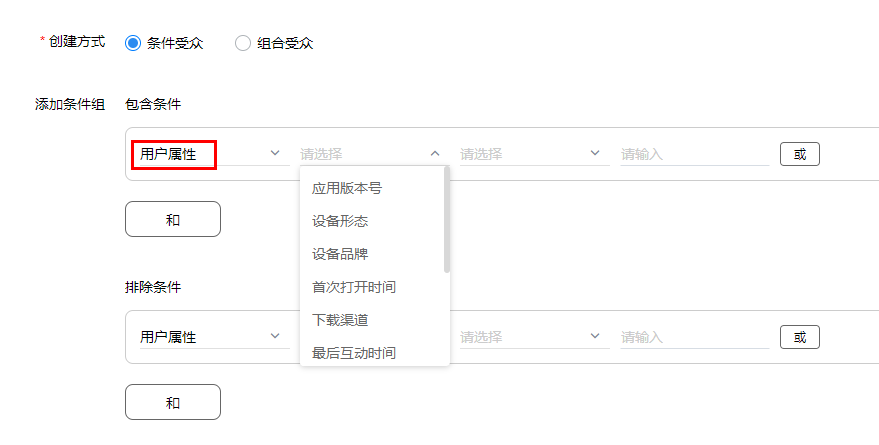 * 创建方式 条件受众 组合受众
添加条件组 包含条件
用户属性 请选择 请选择 请输入 或
应用版本号
和 设备形态
设备品牌
排除条件 首次打开时间
下载渠道
用户属性 请选择 请输入 或
最后互动时间
和